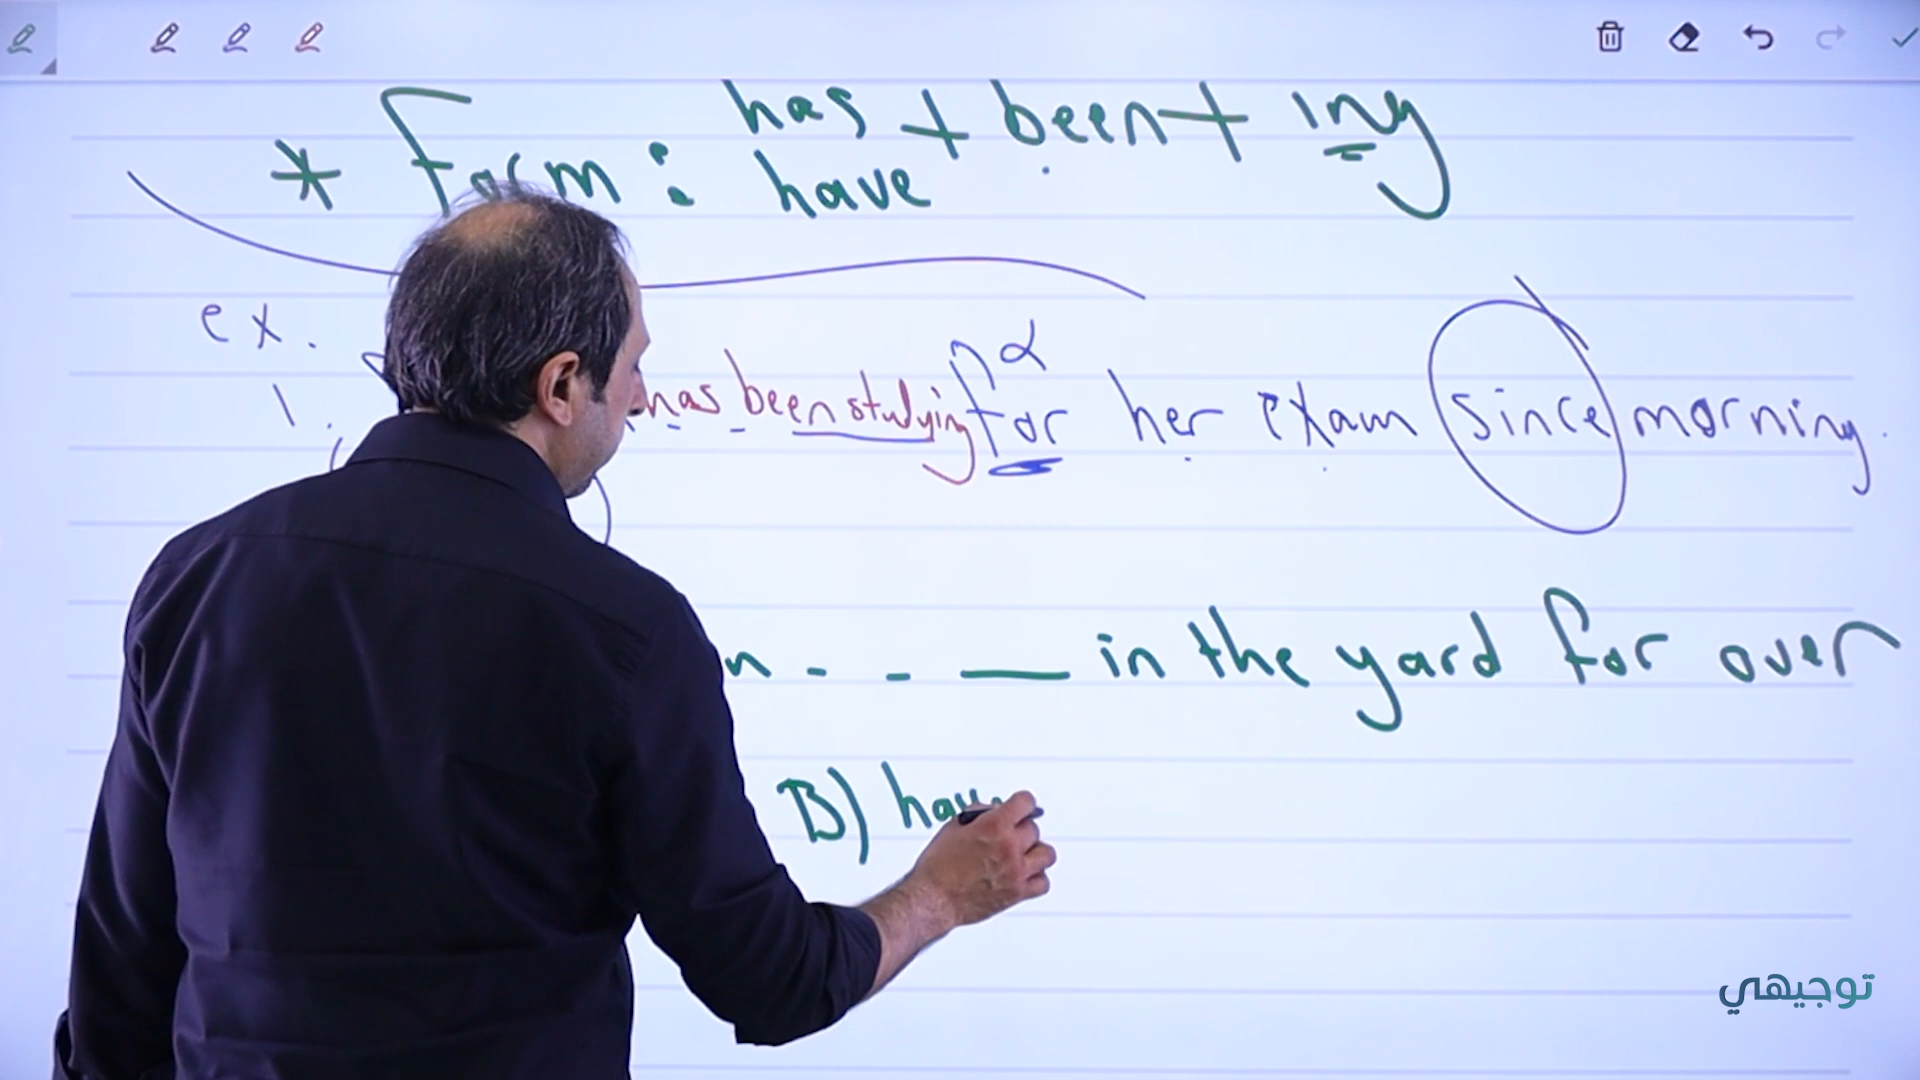 has + been + ing
* form : have
ex.
1. has been studying for her exam since morning.
in the yard for over
B)
توجيهي